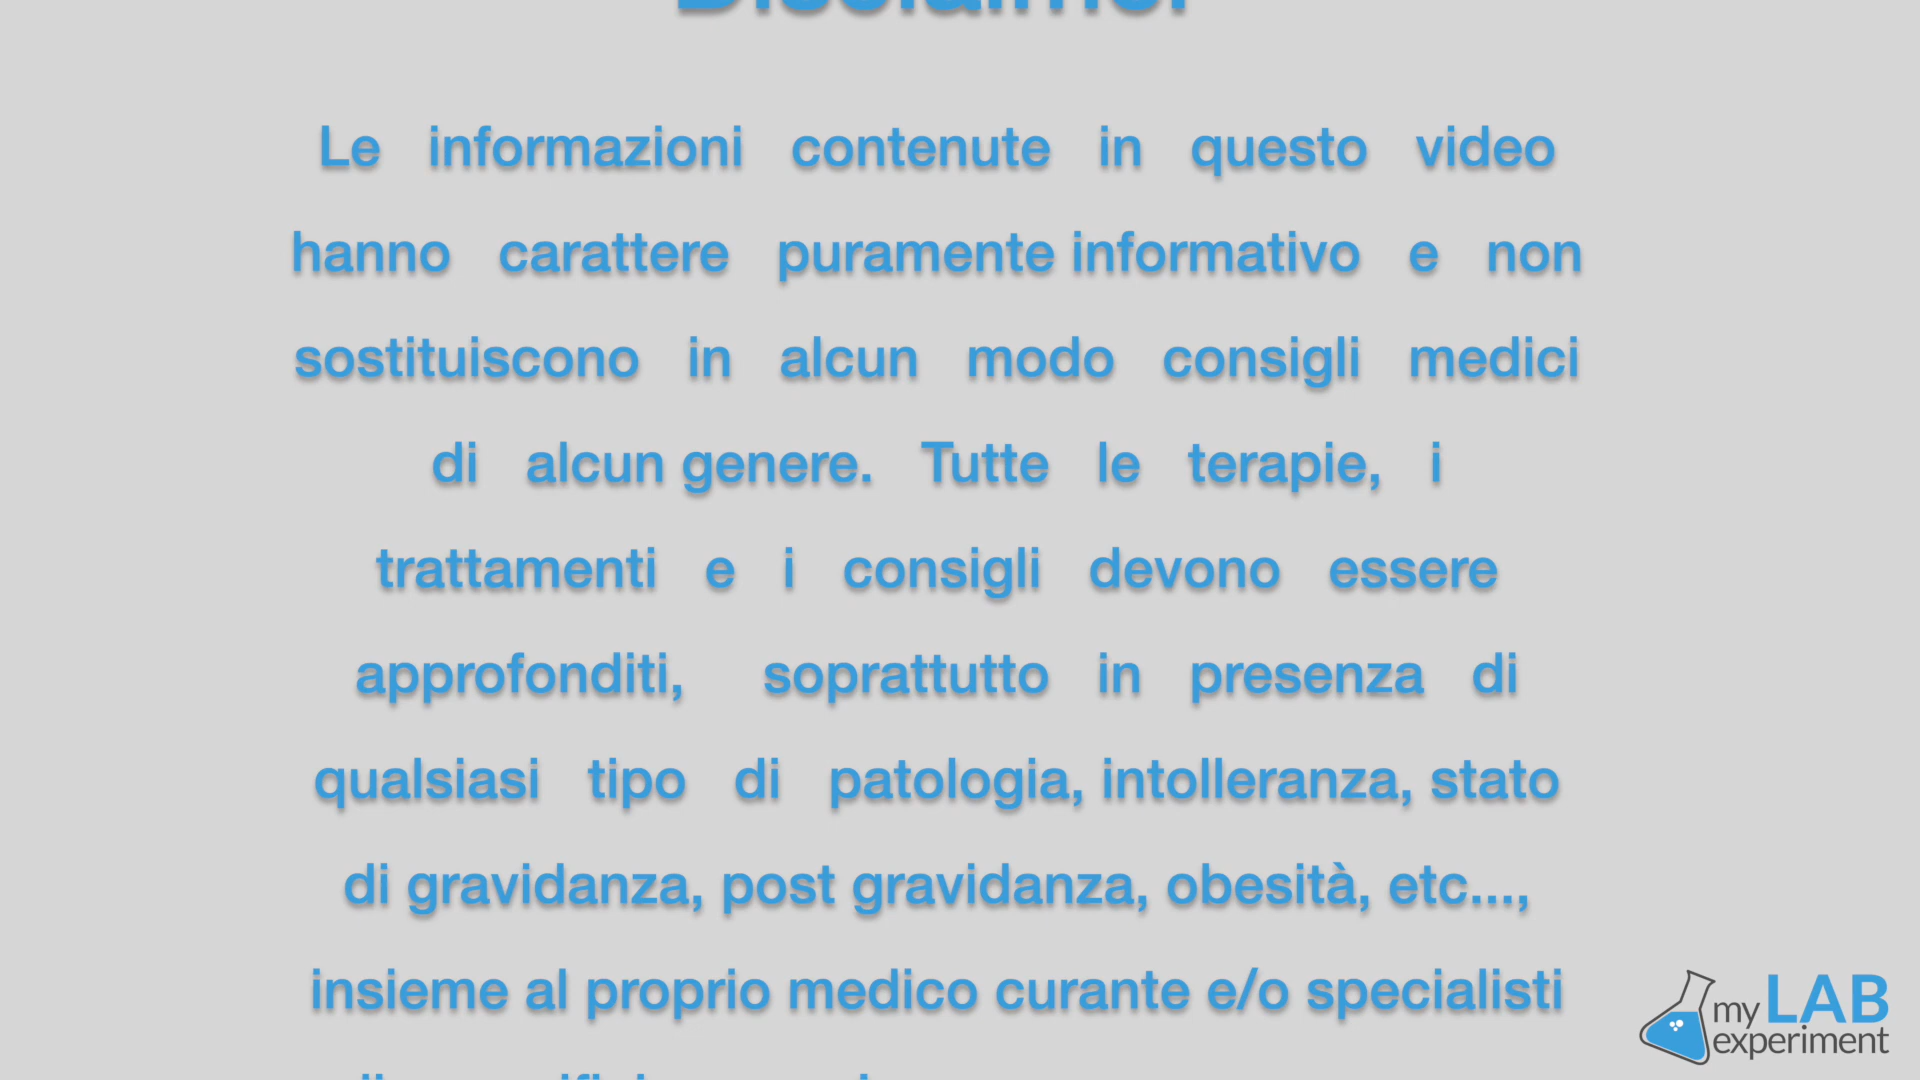 Disclaimer
Le informazioni contenute in questo video
hanno carattere puramente informativo e non
sostituiscono in alcun modo consigli medici
di alcun genere. Tutte le terapie, i
trattamenti e i consigli devono essere
approfonditi, soprattutto in presenza di
qualsiasi tipo di patologia, intolleranza, stato
di gravidanza, post gravidanza, obesità, etc...,
insieme al proprio medico curante e/o specialisti
my LAB
experiment